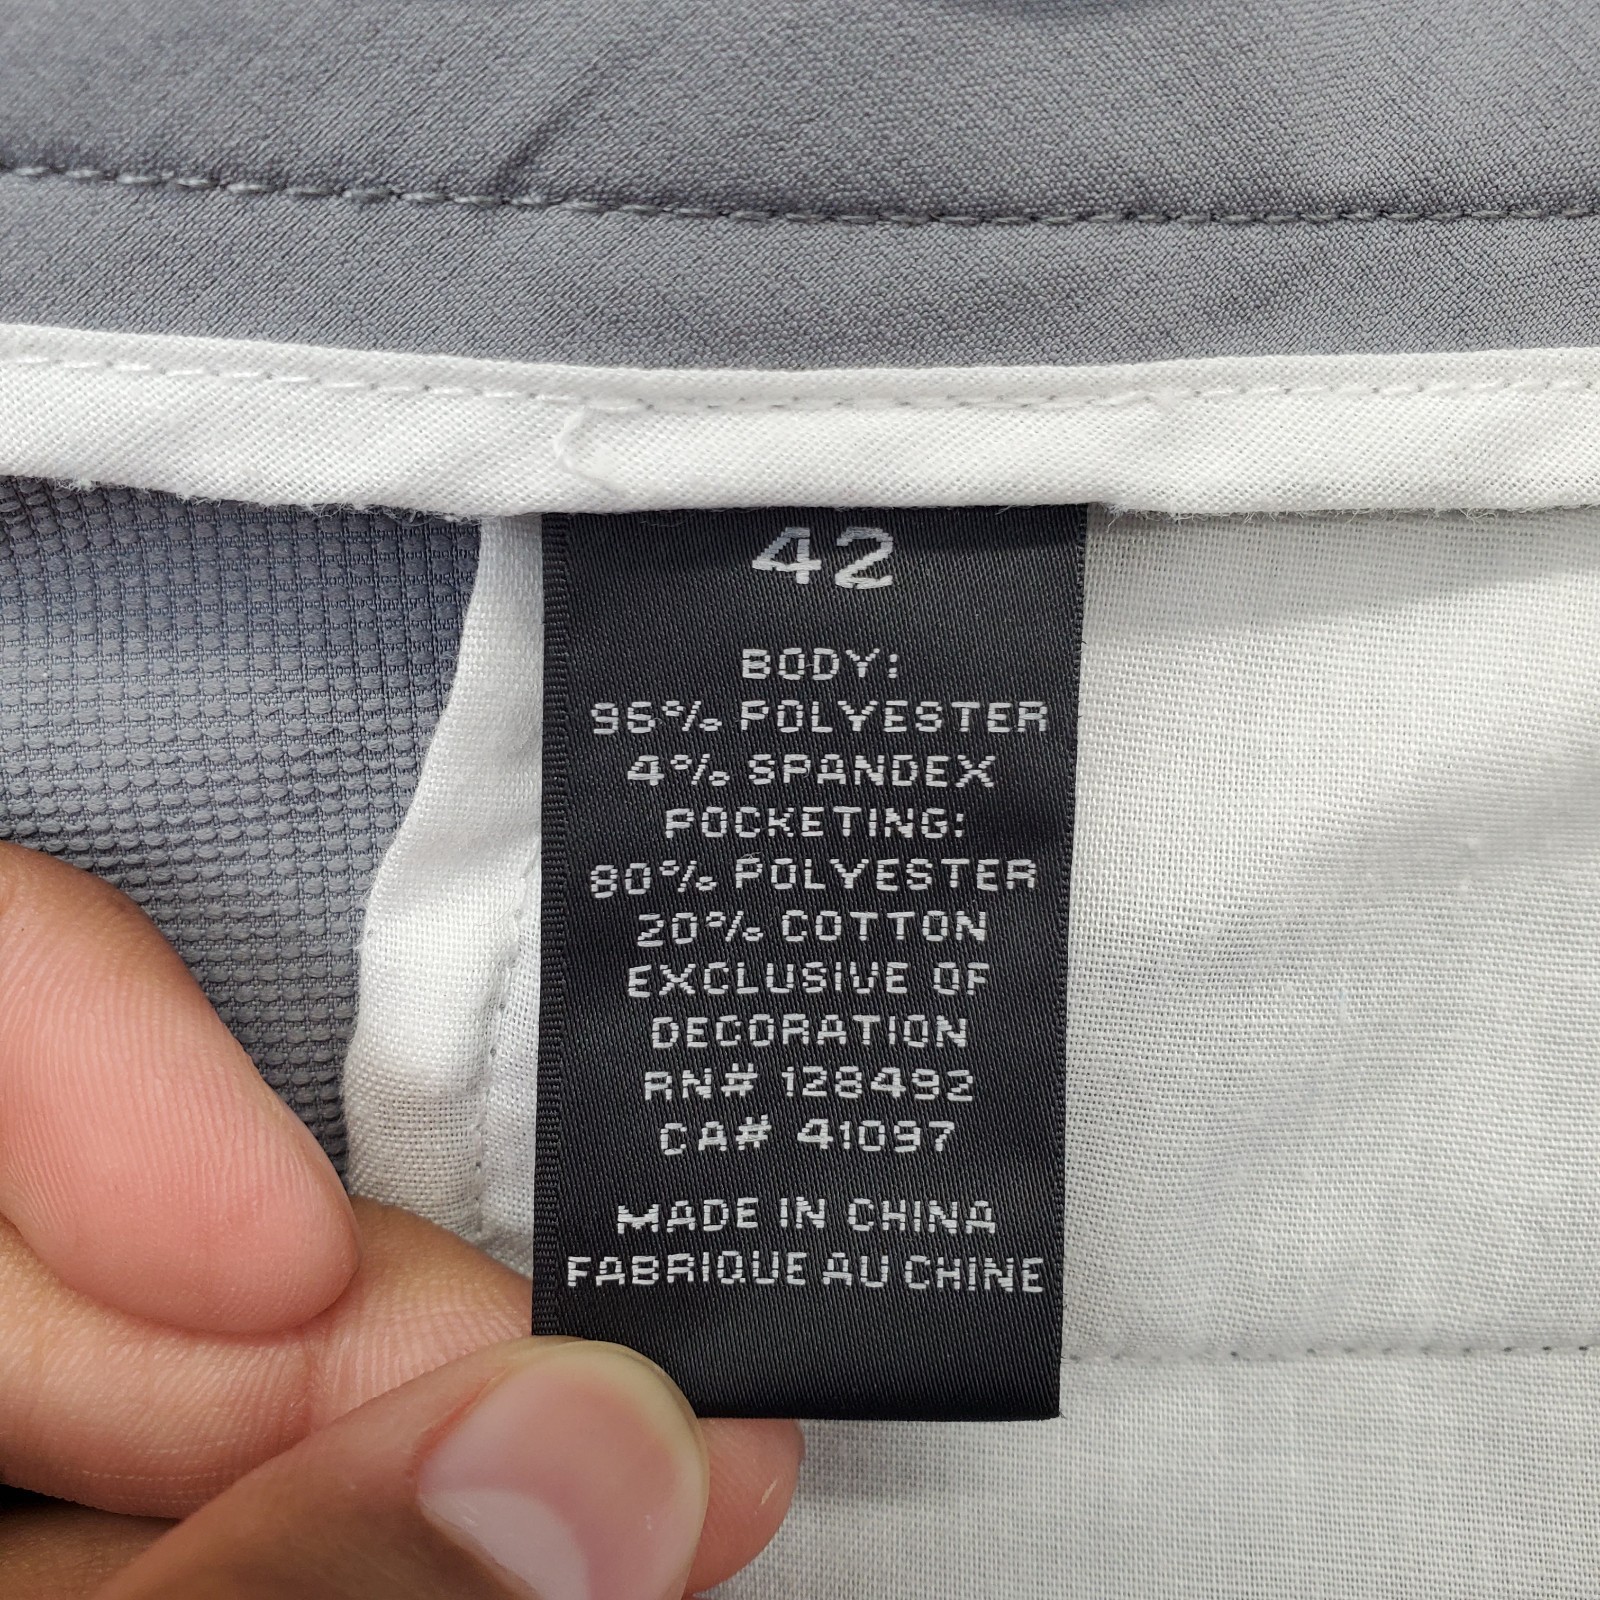 42
BODY:
96% POLYESTER
4% SPANDEX
POCKETING:
80% POLYESTER
20% COTTON
EXCLUSIVE OF
DECORATION
RN# 128492
CA# 41097
MADE IN CHINA
FABRIQUE AU CHINE